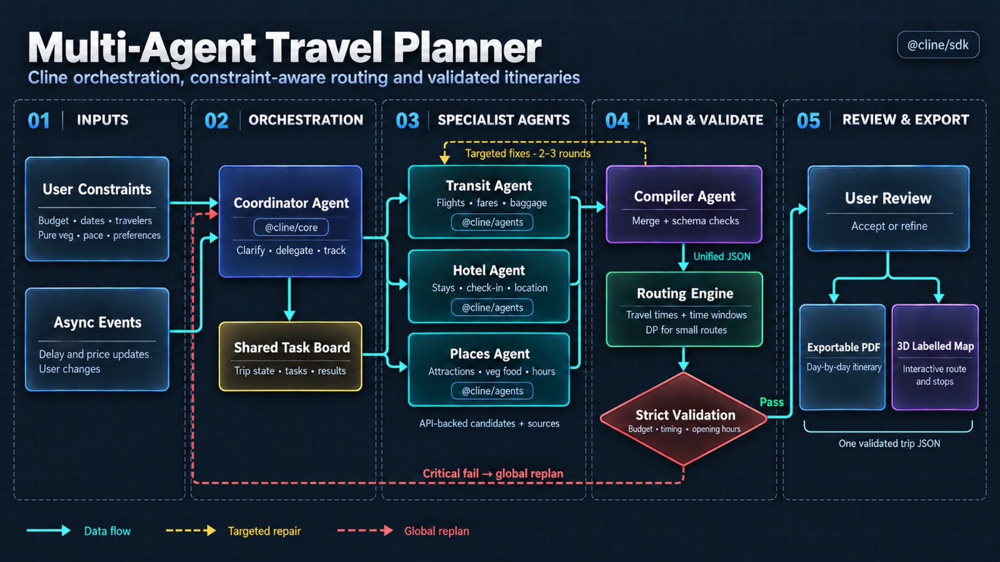 Multi-Agent Travel Planner
@cline/sdk
Cline orchestration, constraint-aware routing and validated itineraries
01 INPUTS
User Constraints
Budget • dates • travelers
Pure veg • pace • preferences
Async Events
Delay and price updates
User changes
02 ORCHESTRATION
Coordinator Agent
@cline/core
Clarify • delegate • track
Shared Task Board
Trip state • tasks • results
03 SPECIALIST AGENTS
Targeted fixes - 2–3 rounds
Transit Agent
Flights • fares • baggage
@cline/agents
Hotel Agent
Stays • check-in • location
@cline/agents
Places Agent
Attractions • veg food • hours
@cline/agents
API-backed candidates + sources
Critical fail → global replan
04 PLAN & VALIDATE
Compiler Agent
Merge + schema checks
Unified JSON
Routing Engine
Travel times + time windows
DP for small routes
Strict Validation
Budget • timing • opening hours
Pass
05 REVIEW & EXPORT
User Review
Accept or refine
Exportable PDF
Day-by-day itinerary
3D Labelled Map
Interactive route
and stops
One validated trip JSON
Data flow
Targeted repair
Global replan